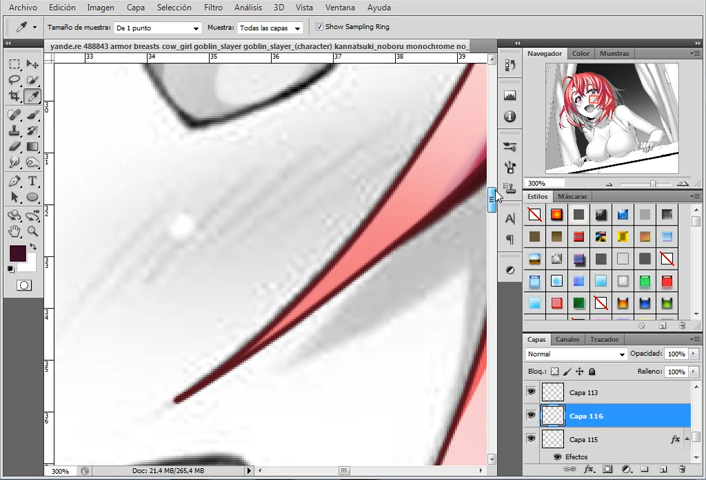 Archivo Edición Imagen Capa Selección Filtro Análisis 3D Vista Ventana Ayuda
Tamaño de muestra: De 1 punto Muestra: Todas las capas Show Sampling Ring
yande.re 488843 armor breasts cow_girl goblin_slayer goblin_slayer_(character) kannatsuki_noboru monochrome no_
33 34 35 36 37 38 39
Navegador Color Muestras
300%
Estilos Máscaras
Capas Canales Trazados
Normal Opacidad: 100%
Bloq.: Relleno: 100%
Capa 113
Capa 116
Capa 115 fx
Efectos
300% Doc: 21,4 MB/265,4 MB